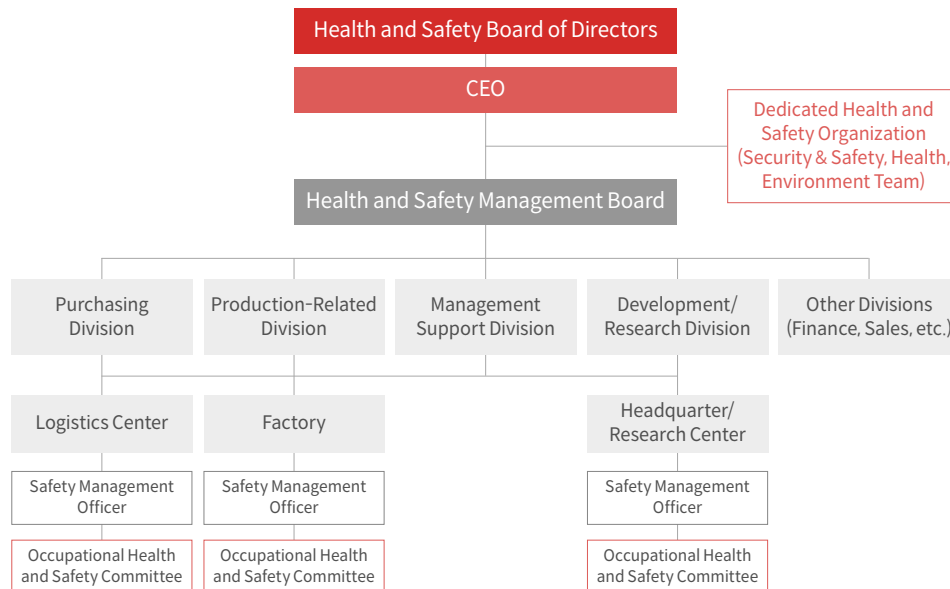 Health and Safety Board of Directors
CEO
Dedicated Health and
Safety Organization
(Security & Safety, Health,
Environment Team)
Health and Safety Management Board
Purchasing
Division
Production-Related
Division
Management
Support Division
Development/
Research Division
Other Divisions
(Finance, Sales, etc.)
Logistics Center
Factory
Headquarter/
Research Center
Safety Management
Officer
Safety Management
Officer
Safety Management
Officer
Occupational Health
and Safety Committee
Occupational Health
and Safety Committee
Occupational Health
and Safety Committee